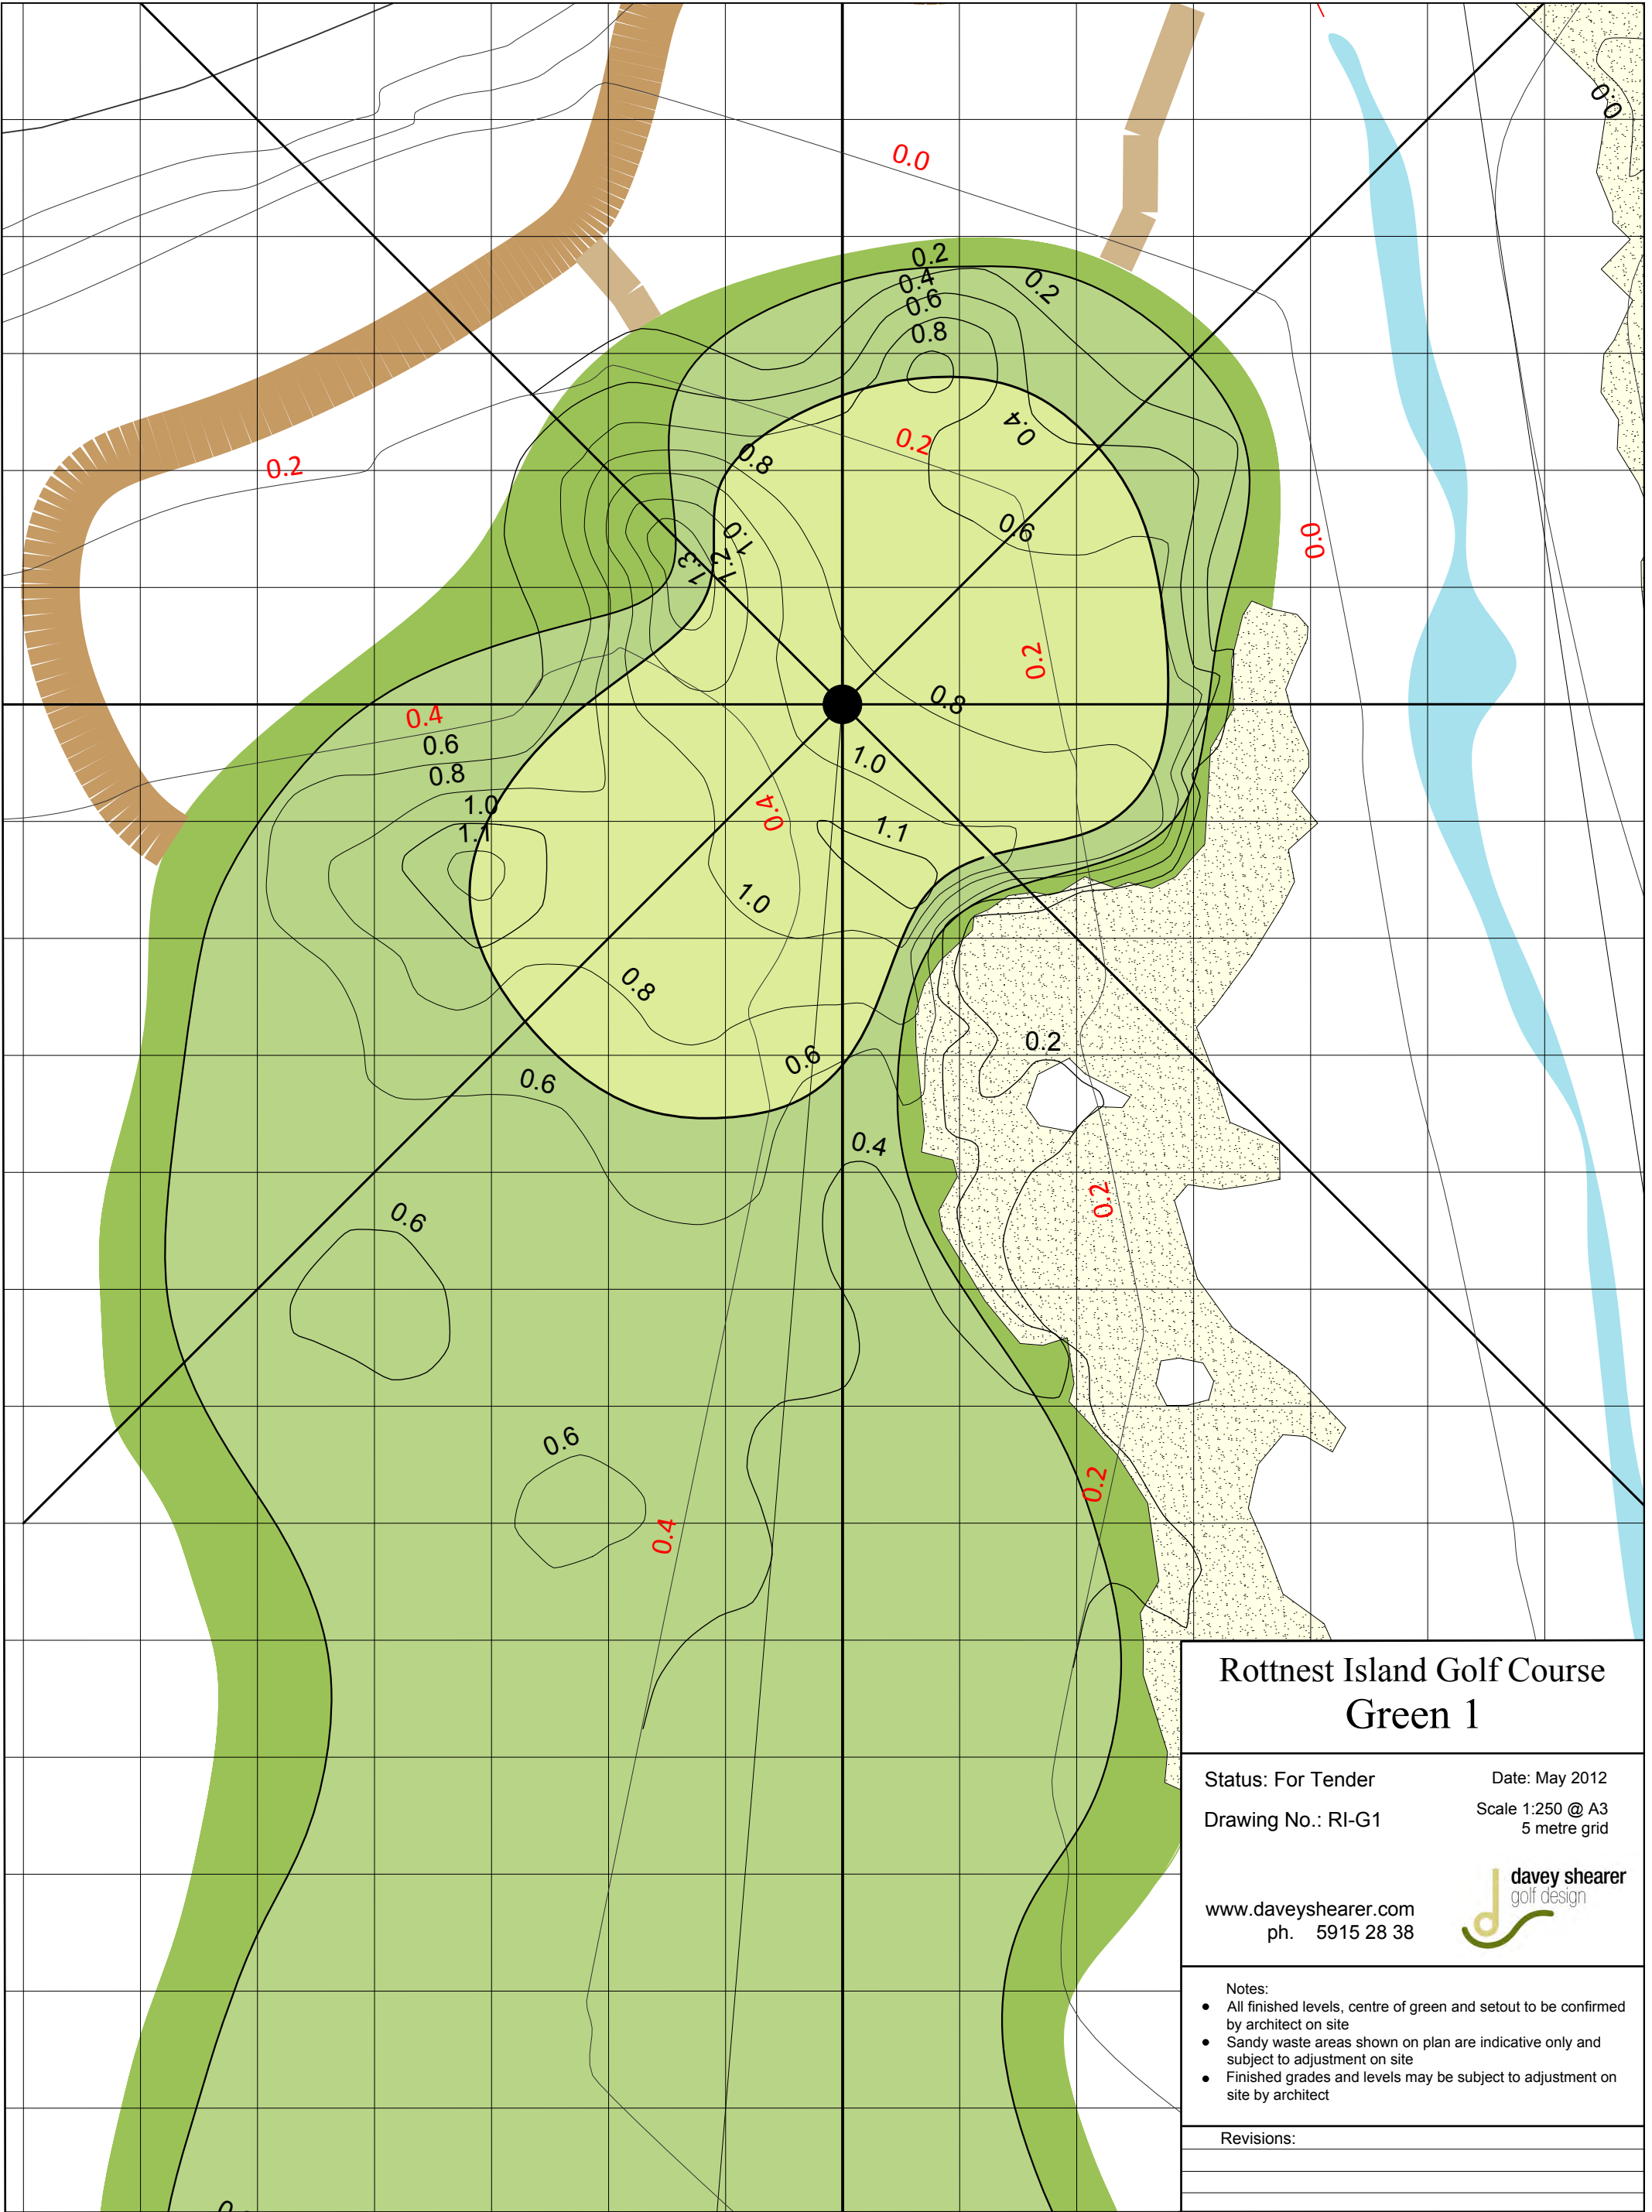 0.0
0.0
0.2
0.4
0.6
0.8
0.2
0.2
0.8
0.2
0.4
1.0
1.2
1.3
0.6
0.0
0.2
0.4
0.6
0.8
1.0
1.1
0.8
1.0
0.4
1.1
1.0
0.8
0.2
0.6
0.6
0.4
0.2
0.6
0.6
0.2
0.4
Rottnest Island Golf Course
Green 1
Status: For Tender
Date: May 2012
Drawing No.: RI-G1
Scale 1:250 @ A3
5 metre grid
davey shearer
golf design
www.daveyshearer.com
ph. 5915 28 38
Notes:
● All finished levels, centre of green and setout to be confirmed
by architect on site
● Sandy waste areas shown on plan are indicative only and
subject to adjustment on site
● Finished grades and levels may be subject to adjustment on
site by architect
Revisions: